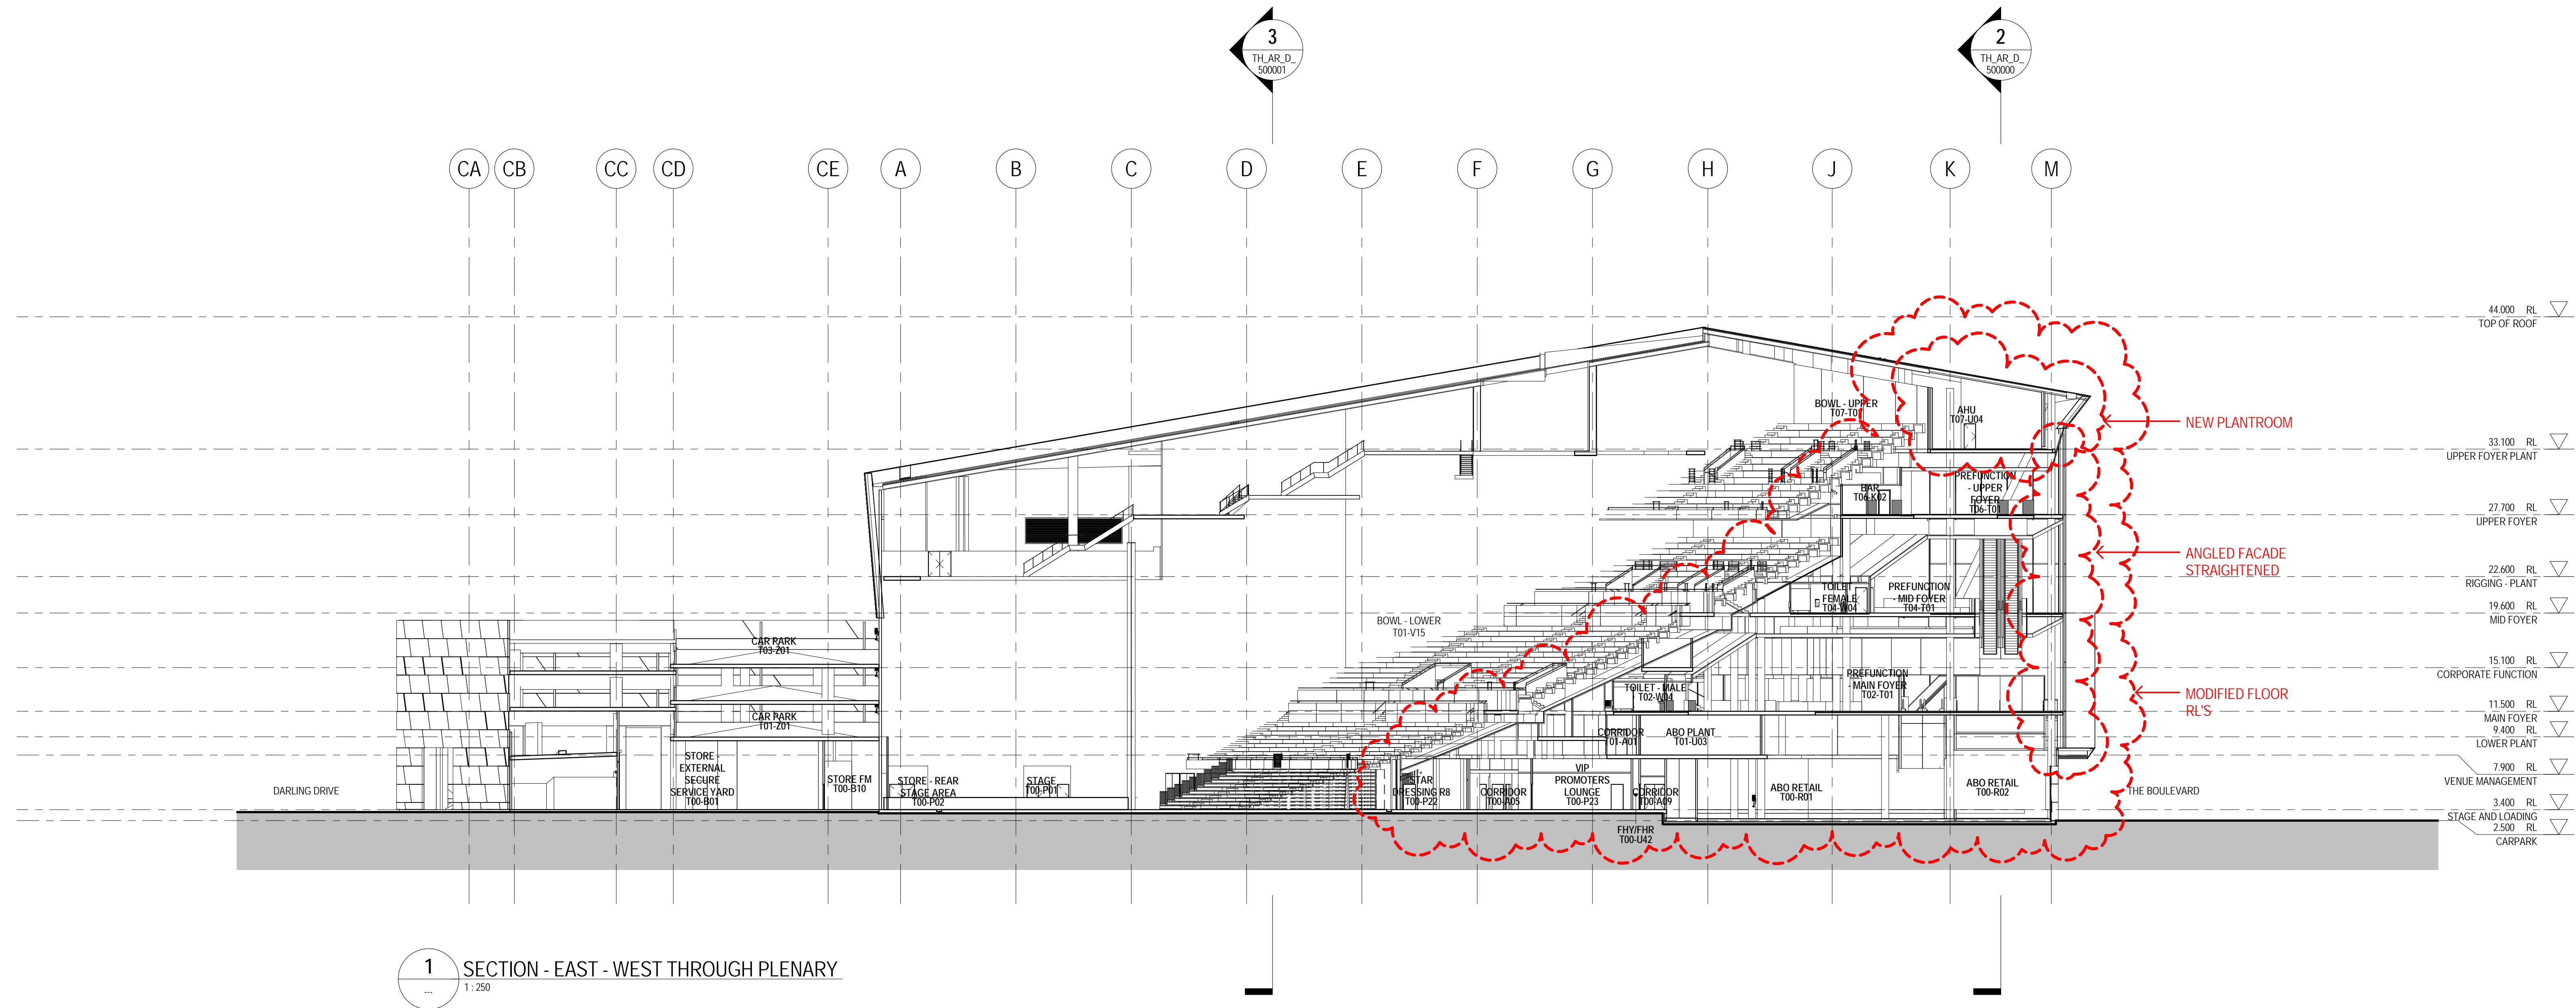 3
TH_AR_D_
500001
2
TH_AR_D_
500000
CA
CB
CC
CD
CE
A
B
C
D
E
F
G
H
J
K
M
44.000 RL
TOP OF ROOF
33.100 RL
UPPER FOYER PLANT
27.700 RL
UPPER FOYER
22.600 RL
RIGGING - PLANT
19.600 RL
MID FOYER
15.100 RL
CORPORATE FUNCTION
11.500 RL
MAIN FOYER
9.400 RL
LOWER PLANT
7.900 RL
VENUE MANAGEMENT
3.400 RL
STAGE AND LOADING
2.500 RL
CARPARK
NEW PLANTROOM
ANGLED FACADE
STRAIGHTENED
MODIFIED FLOOR
RL'S
BOWL - UPPER
T07-T01
AHU
T07-U04
BAR
T06-K02
PREFUNCTION
- UPPER
FOYER
T06-T01
TOILET -
FEMALE
T04-W04
PREFUNCTION
- MID FOYER
T04-T01
BOWL - LOWER
T01-V15
CAR PARK
T03-Z01
PREFUNCTION
- MAIN FOYER
T02-T01
TOILET - MALE
T02-W04
CAR PARK
T01-Z01
CORRIDOR
T01-A01
ABO PLANT
T01-U03
STORE -
EXTERNAL
SECURE
SERVICE YARD
T00-B01
STORE FM
T00-B10
STORE - REAR
STAGE AREA
T00-P02
STAGE
T00-P01
STAR
DRESSING R8
T00-P22
CORRIDOR
T00-A05
VIP
PROMOTERS
LOUNGE
T00-P23
CORRIDOR
T00-A09
ABO RETAIL
T00-R01
ABO RETAIL
T00-R02
DARLING DRIVE
THE BOULEVARD
FHY/FHR
T00-U42
1
---
SECTION - EAST - WEST THROUGH PLENARY
1 : 250